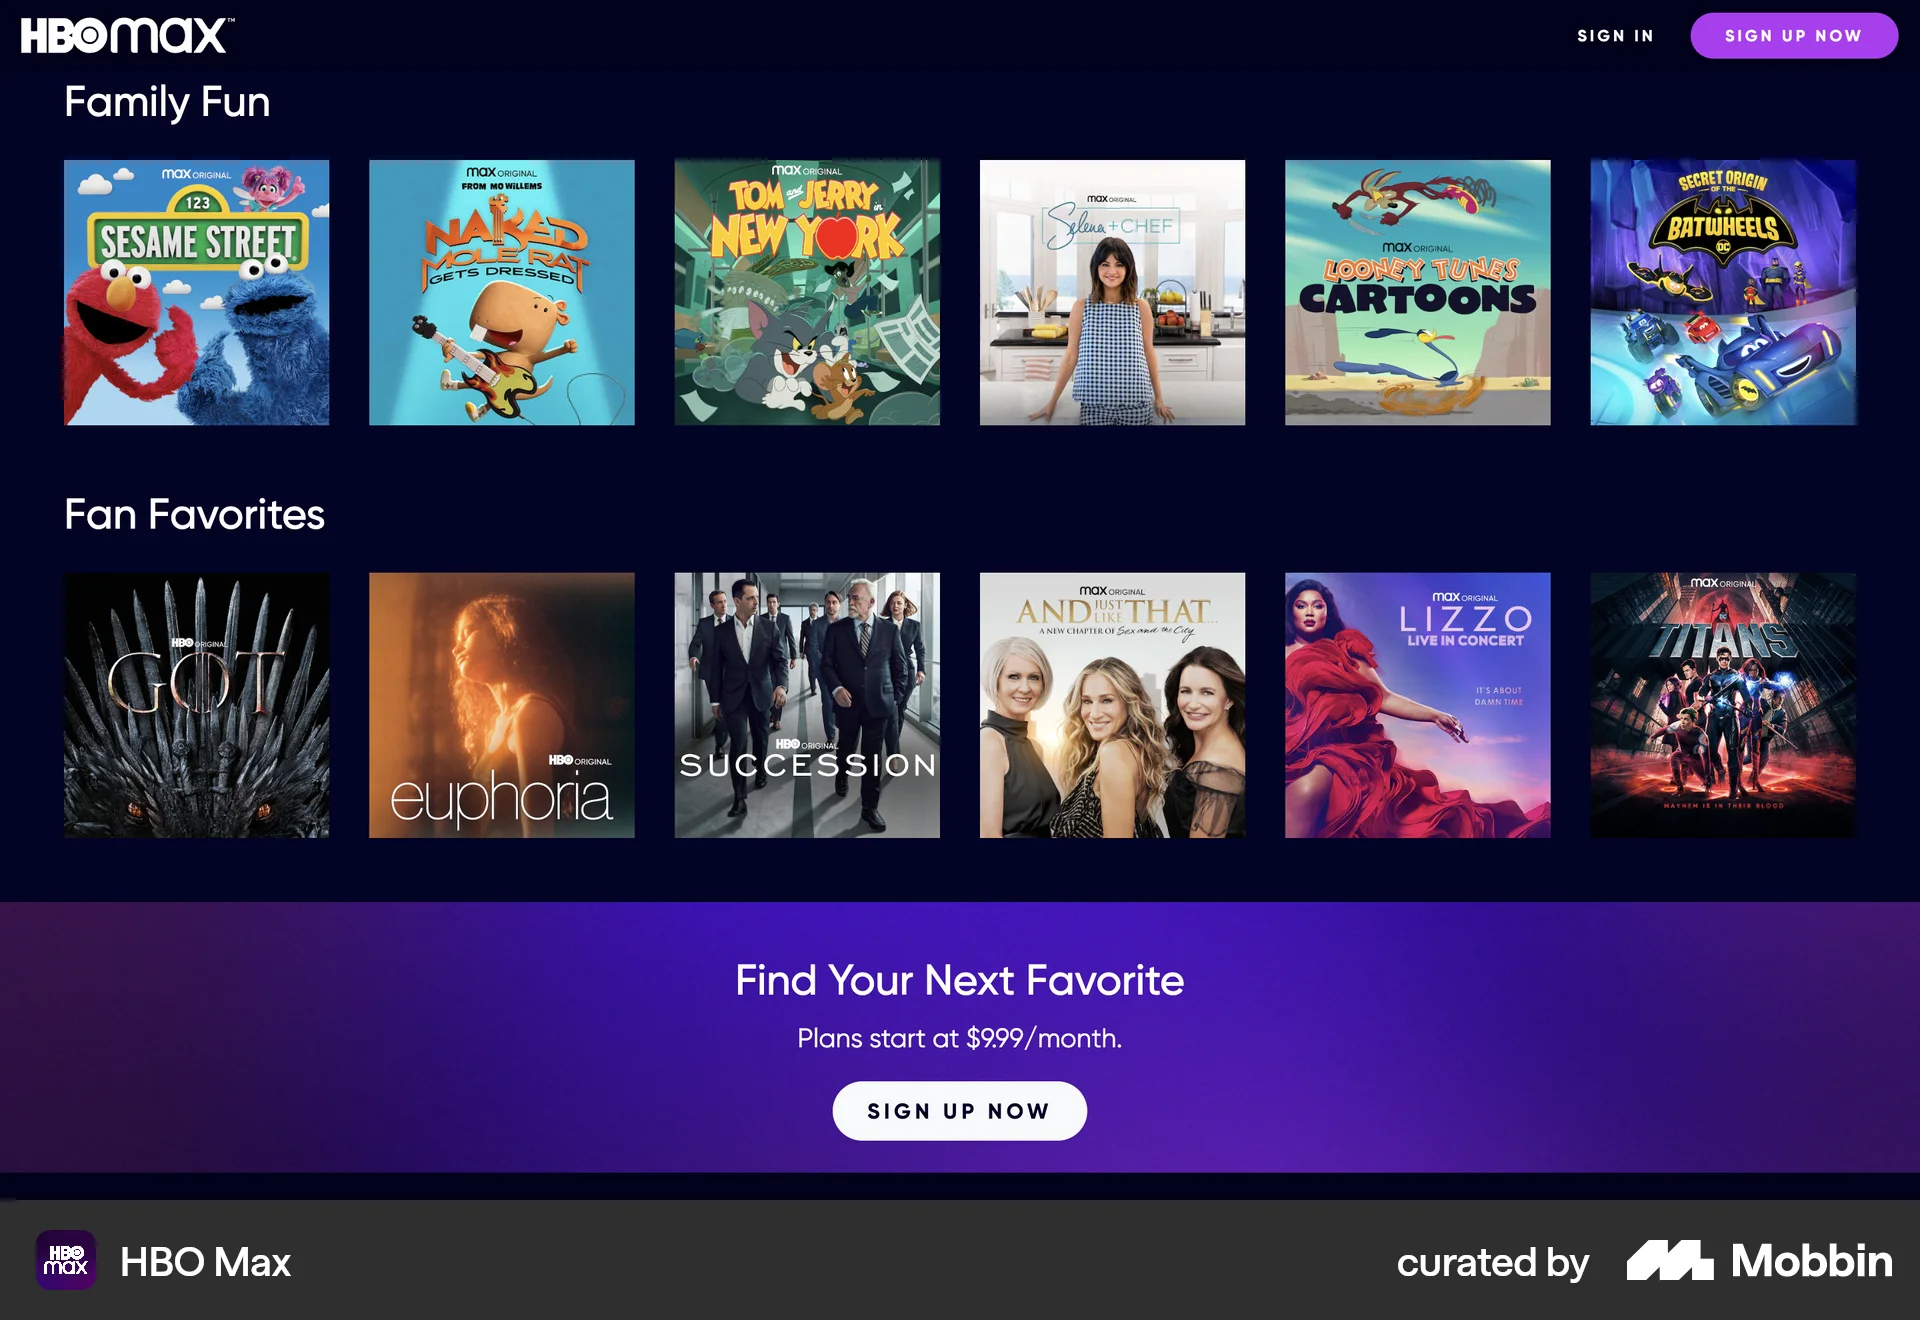 HBOmax™
SIGN IN
SIGN UP NOW
Family Fun
max ORIGINAL
123
SESAME STREET
max ORIGINAL
FROM MO WILLEMS
NAKED
MOLE RAT
GETS DRESSED
max ORIGINAL
TOM and JERRY in
NEW YORK
max ORIGINAL
Selena + CHEF
max ORIGINAL
LOONEY TUNES
CARTOONS
SECRET ORIGIN
OF THE
BATWHEELS
DC
Fan Favorites
HBO ORIGINAL
GOT
HBO ORIGINAL
euphoria
HBO ORIGINAL
SUCCESSION
max ORIGINAL
AND JUST LIKE THAT...
A NEW CHAPTER OF Sex and the City
max ORIGINAL
LIZZO
LIVE IN CONCERT
IT'S ABOUT
DAMN TIME
max ORIGINAL
TITANS
MAYHEM IS IN THEIR BLOOD
Find Your Next Favorite
Plans start at $9.99/month.
SIGN UP NOW
HBO max
HBO Max
curated by Mobbin